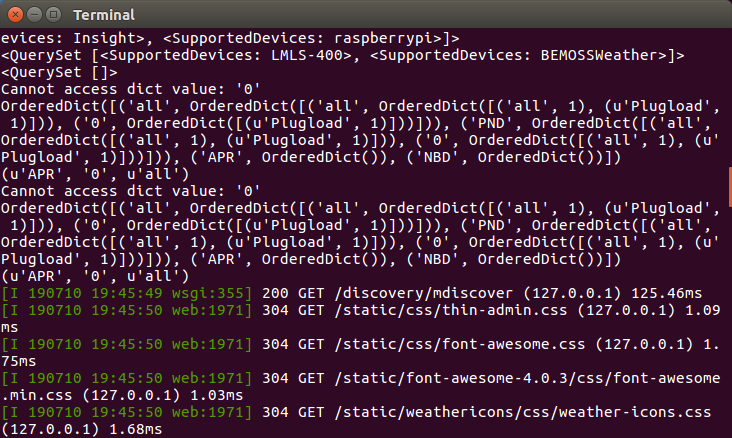 Terminal
evices: Insight>, <SupportedDevices: raspberrypi>]>
<QuerySet [<SupportedDevices: LMLS-400>, <SupportedDevices: BEMOSSWeather>]>
<QuerySet []>
Cannot access dict value: '0'
OrderedDict([('all', OrderedDict([('all', OrderedDict([('all', 1), (u'Plugload',
 1)])), ('0', OrderedDict([(u'Plugload', 1)]))])), ('PND', OrderedDict([('all',
OrderedDict([('all', 1), (u'Plugload', 1)])), ('0', OrderedDict([('all', 1), (u'
Plugload', 1)]))])), ('APR', OrderedDict()), ('NBD', OrderedDict())])
(u'APR', '0', u'all')
Cannot access dict value: '0'
OrderedDict([('all', OrderedDict([('all', OrderedDict([('all', 1), (u'Plugload',
 1)])), ('0', OrderedDict([(u'Plugload', 1)]))])), ('PND', OrderedDict([('all',
OrderedDict([('all', 1), (u'Plugload', 1)])), ('0', OrderedDict([('all', 1), (u'
Plugload', 1)]))])), ('APR', OrderedDict()), ('NBD', OrderedDict())])
(u'APR', '0', u'all')
[I 190710 19:45:49 wsgi:355] 200 GET /discovery/mdiscover (127.0.0.1) 125.46ms
[I 190710 19:45:50 web:1971] 304 GET /static/css/thin-admin.css (127.0.0.1) 1.09
ms
[I 190710 19:45:50 web:1971] 304 GET /static/css/font-awesome.css (127.0.0.1) 1.
75ms
[I 190710 19:45:50 web:1971] 304 GET /static/font-awesome-4.0.3/css/font-awesome
.min.css (127.0.0.1) 1.03ms
[I 190710 19:45:50 web:1971] 304 GET /static/weathericons/css/weather-icons.css
(127.0.0.1) 1.68ms